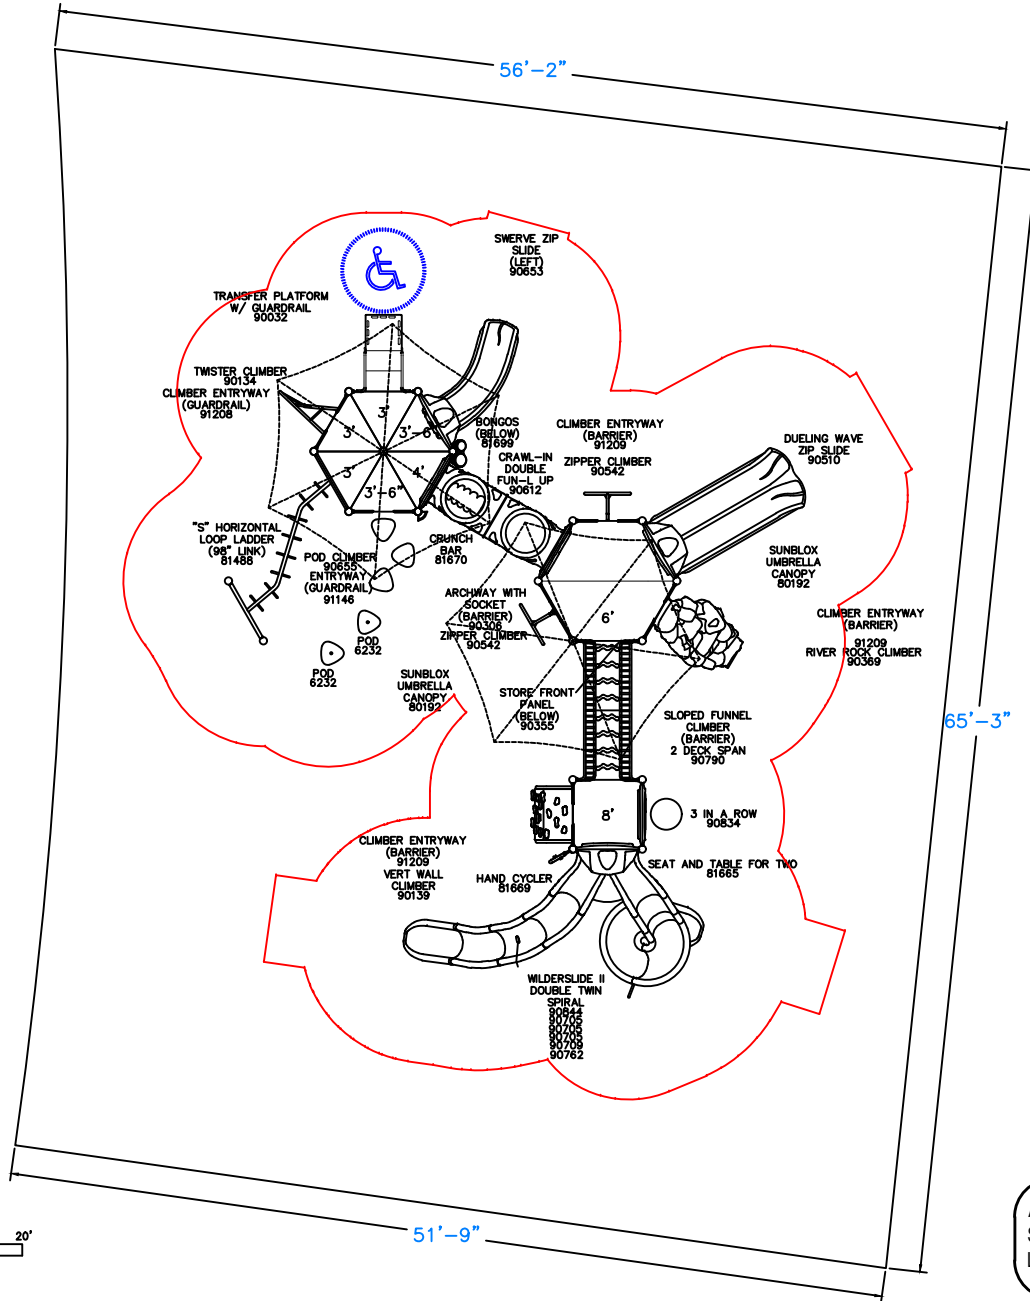 56'-2"
SWERVE ZIP
SLIDE
(LEFT)
90653
TRANSFER PLATFORM
W/ GUARDRAIL
90032
TWISTER CLIMBER
90134
CLIMBER ENTRYWAY
(GUARDRAIL)
91208
3'
3'
3'-6"
3'
4'
3'-6"
BONGOS
(BELOW)
81699
CRAWL-IN
DOUBLE
FUN-L UP
90612
CLIMBER ENTRYWAY
(BARRIER)
91209
ZIPPER CLIMBER
90542
DUELING WAVE
ZIP SLIDE
90510
"S" HORIZONTAL
LOOP LADDER
(98" LINK)
81488
POD CLIMBER
90655
ENTRYWAY
(GUARDRAIL)
91146
CRUNCH
BAR
81670
SUNBLOX
UMBRELLA
CANOPY
80192
ARCHWAY WITH
SOCKET
(BARRIER)
90306
ZIPPER CLIMBER
90542
6'
CLIMBER ENTRYWAY
(BARRIER)
91209
RIVER ROCK CLIMBER
90369
POD
6232
POD
6232
SUNBLOX
UMBRELLA
CANOPY
80192
STORE FRONT
PANEL
(BELOW)
90355
SLOPED FUNNEL
CLIMBER
(BARRIER)
2 DECK SPAN
90790
65'-3"
8'
3 IN A ROW
90834
CLIMBER ENTRYWAY
(BARRIER)
91209
VERT WALL
CLIMBER
90139
HAND CYCLER
81669
SEAT AND TABLE FOR TWO
81665
WILDERSLIDE II
DOUBLE TWIN
SPIRAL
90844
90705
90705
90705
90709
90762
51'-9"
20'